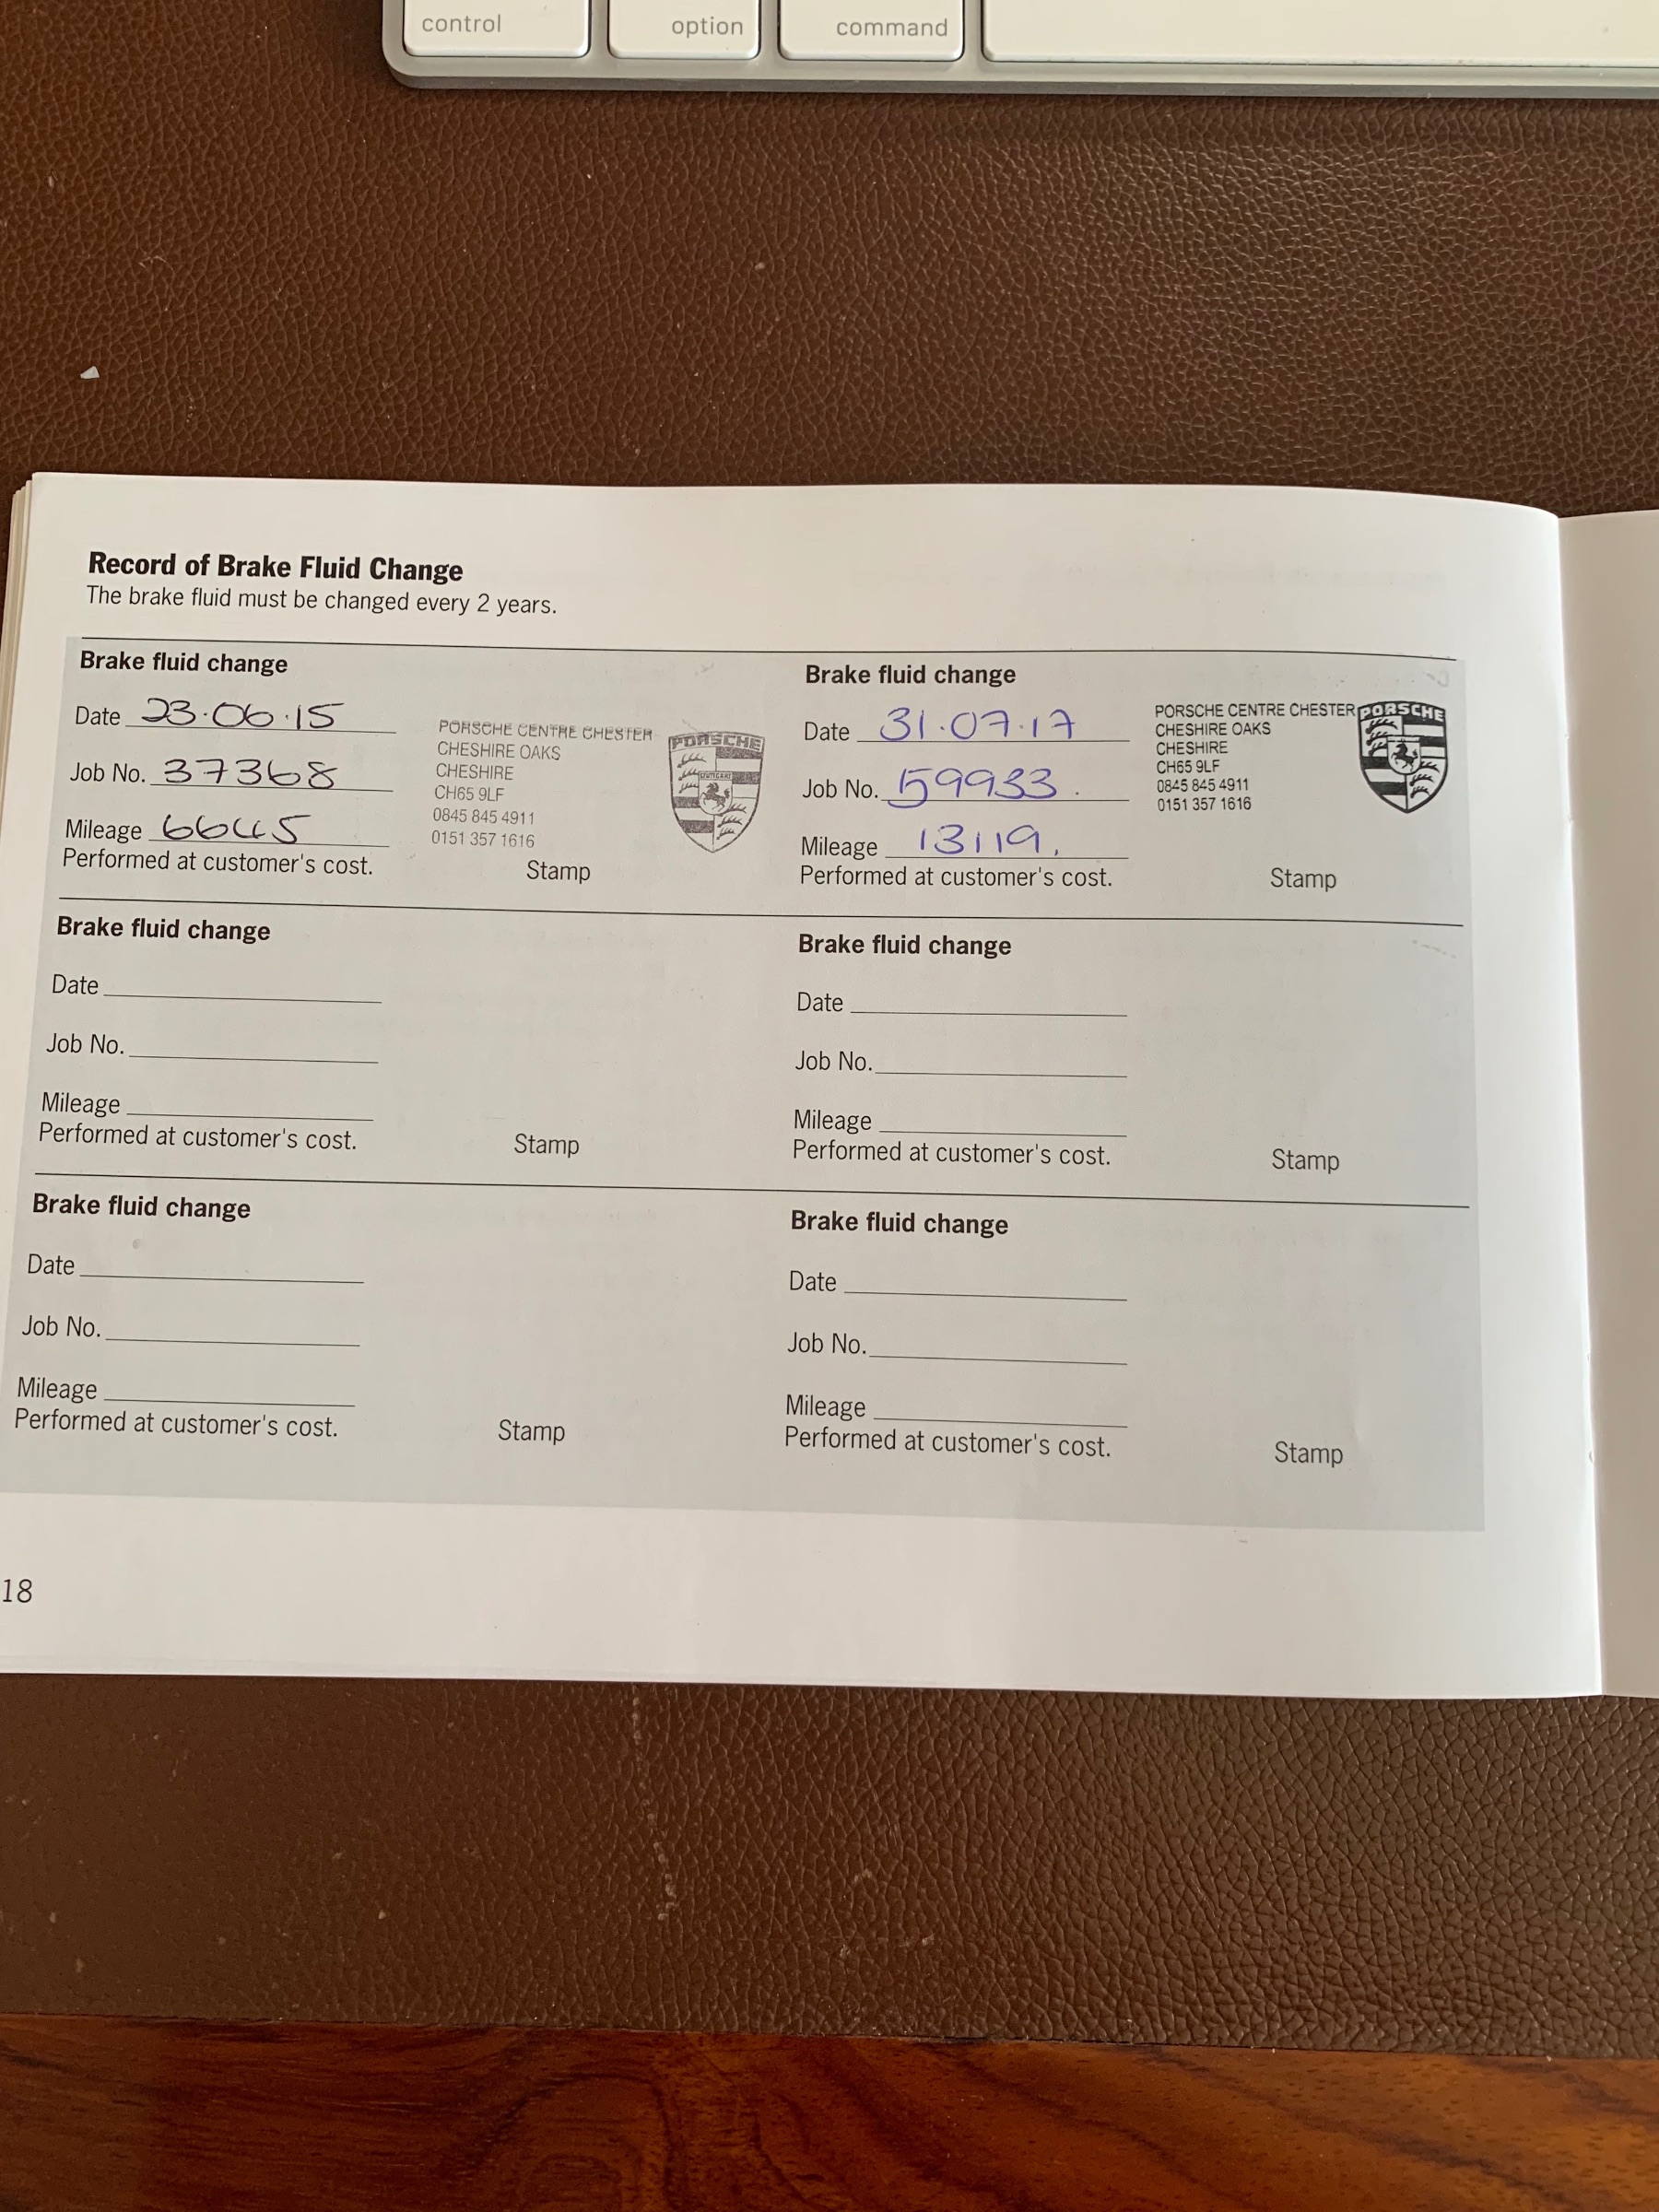 control option command
Record of Brake Fluid Change
The brake fluid must be changed every 2 years.
Brake fluid change
Date 23.06.15
Job No. 37368
Mileage 6645
Performed at customer's cost.
PORSCHE CENTRE CHESTER
CHESHIRE OAKS
CHESHIRE
CH65 9LF
0845 845 4911
0151 357 1616
PORSCHE
Stamp
Brake fluid change
Date 31.07.17
Job No. 59933.
Mileage 13119.
Performed at customer's cost.
PORSCHE CENTRE CHESTER
CHESHIRE OAKS
CHESHIRE
CH65 9LF
0845 845 4911
0151 357 1616
PORSCHE
Stamp
Brake fluid change
Date
Job No.
Mileage
Performed at customer's cost.
Stamp
Brake fluid change
Date
Job No.
Mileage
Performed at customer's cost.
Stamp
Brake fluid change
Date
Job No.
Mileage
Performed at customer's cost.
Stamp
Brake fluid change
Date
Job No.
Mileage
Performed at customer's cost.
Stamp
18